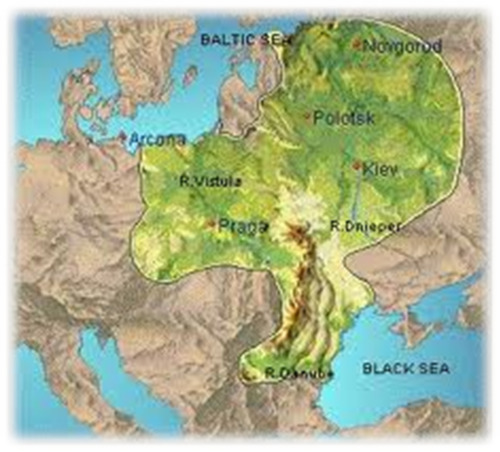 BALTIC SEA
Novgorod
Polotsk
Arcona
Kiev
R.Vistula
Praga
R.Dnieper
R.Danube
BLACK SEA